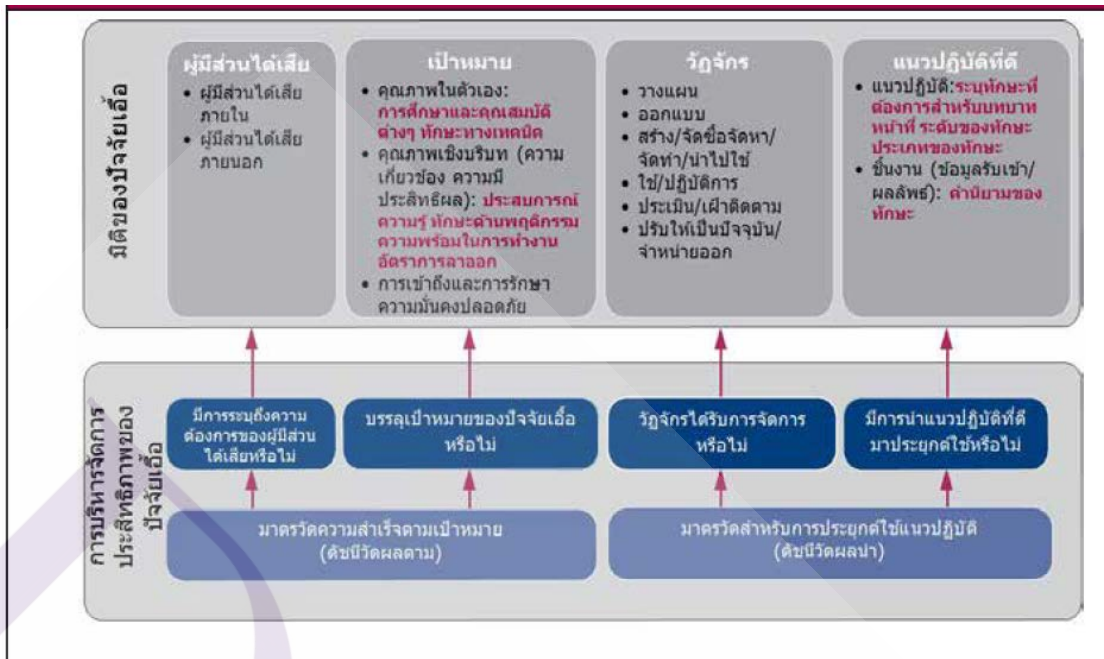 มิติของปัจจัยเอื้อ
ผู้มีส่วนได้เสีย
• ผู้มีส่วนได้เสีย
ภายใน
• ผู้มีส่วนได้เสีย
ภายนอก
เป้าหมาย
• คุณภาพในตัวเอง:
การศึกษาและคุณสมบัติ
ต่างๆ ทักษะทางเทคนิค
• คุณภาพเชิงบริบท (ความ
เกี่ยวข้อง ความมี
ประสิทธิผล): ประสบการณ์
ความรู้ ทักษะด้านพฤติกรรม
ความพร้อมในการทำงาน
อัตราการลาออก
• การเข้าถึงและการรักษา
ความมั่นคงปลอดภัย
วัฏจักร
• วางแผน
• ออกแบบ
• สร้าง/จัดซื้อจัดหา/
จัดทำ/นำไปใช้
• ใช้/ปฏิบัติการ
• ประเมิน/เฝ้าติดตาม
• ปรับให้เป็นปัจจุบัน/
จำหน่ายออก
แนวปฏิบัติที่ดี
• แนวปฏิบัติ:ระบุทักษะที่
ต้องการสำหรับบทบาท
หน้าที่ ระดับของทักษะ
ประเภทของทักษะ
• ชิ้นงาน (ข้อมูลรับเข้า/
ผลลัพธ์): คำนิยามของ
ทักษะ
การบริหารจัดการ
ประสิทธิภาพของ
ปัจจัยเอื้อ
มีการระบุถึงความ
ต้องการของผู้มีส่วน
ได้เสียหรือไม่
บรรลุเป้าหมายของปัจจัยเอื้อ
หรือไม่
วัฏจักรได้รับการจัดการ
หรือไม่
มีการนำแนวปฏิบัติที่ดี
มาประยุกต์ใช้หรือไม่
มาตรวัดความสำเร็จตามเป้าหมาย
(ดัชนีวัดผลตาม)
มาตรวัดสำหรับการประยุกต์ใช้แนวปฏิบัติ
(ดัชนีวัดผลนำ)